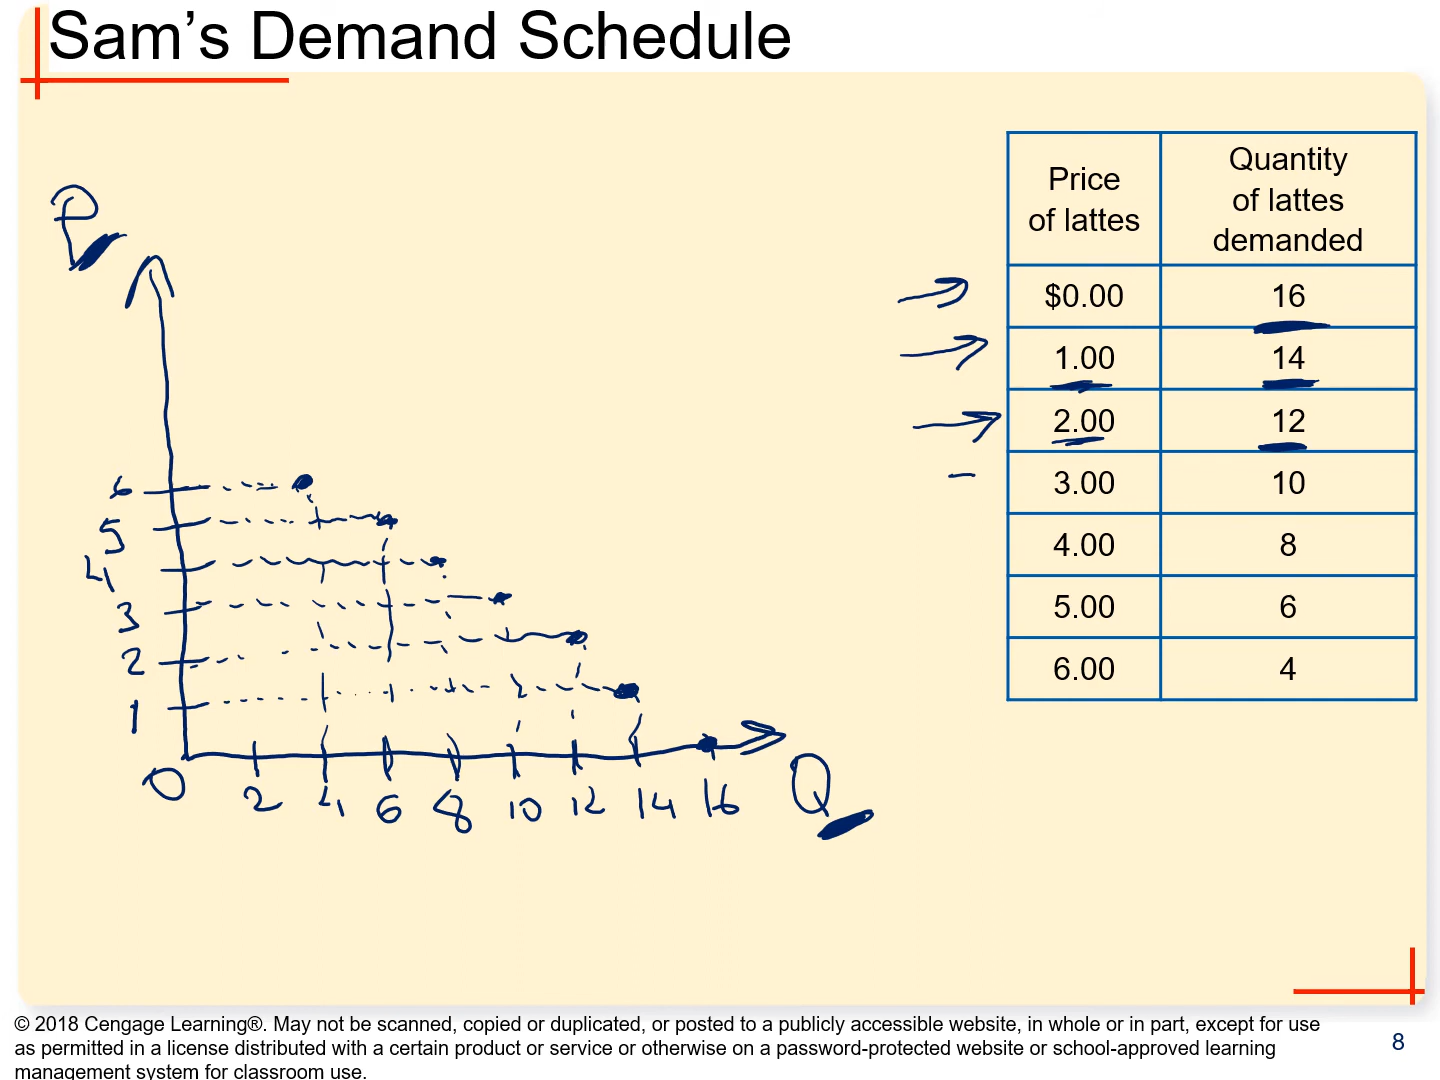 Sam’s Demand Schedule
Price
of lattes
Quantity
of lattes
demanded
$0.00 16
1.00 14
2.00 12
3.00 10
4.00 8
5.00 6
6.00 4
P
6
5
4
3
2
1
0 2 4 6 8 10 12 14 16 Q
© 2018 Cengage Learning®. May not be scanned, copied or duplicated, or posted to a publicly accessible website, in whole or in part, except for use
as permitted in a license distributed with a certain product or service or otherwise on a password-protected website or school-approved learning
management system for classroom use.
8